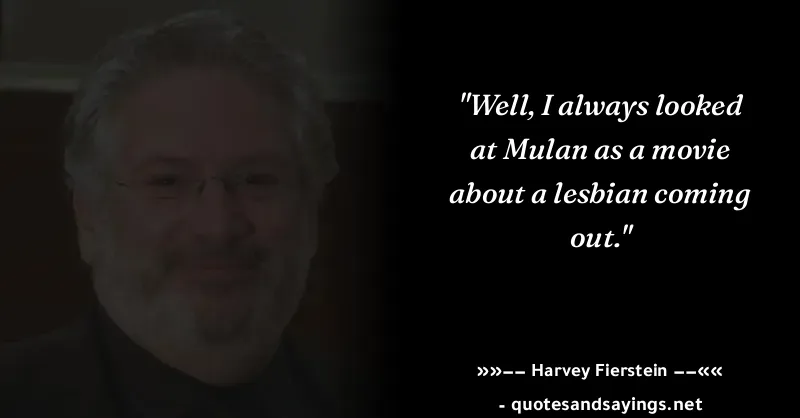 "Well, I always looked
at Mulan as a movie
about a lesbian coming
out."
»»—— Harvey Fierstein ——««
- quotesandsayings.net